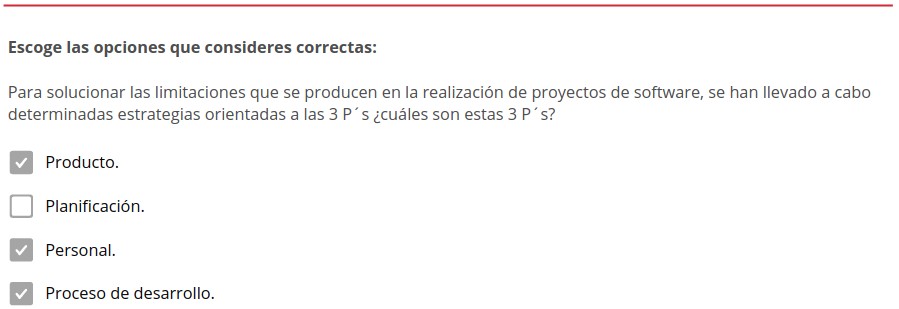 Escoge las opciones que consideres correctas:
Para solucionar las limitaciones que se producen en la realización de proyectos de software, se han llevado a cabo
determinadas estrategias orientadas a las 3 P´s ¿cuáles son estas 3 P´s?
Producto.
Planificación.
Personal.
Proceso de desarrollo.